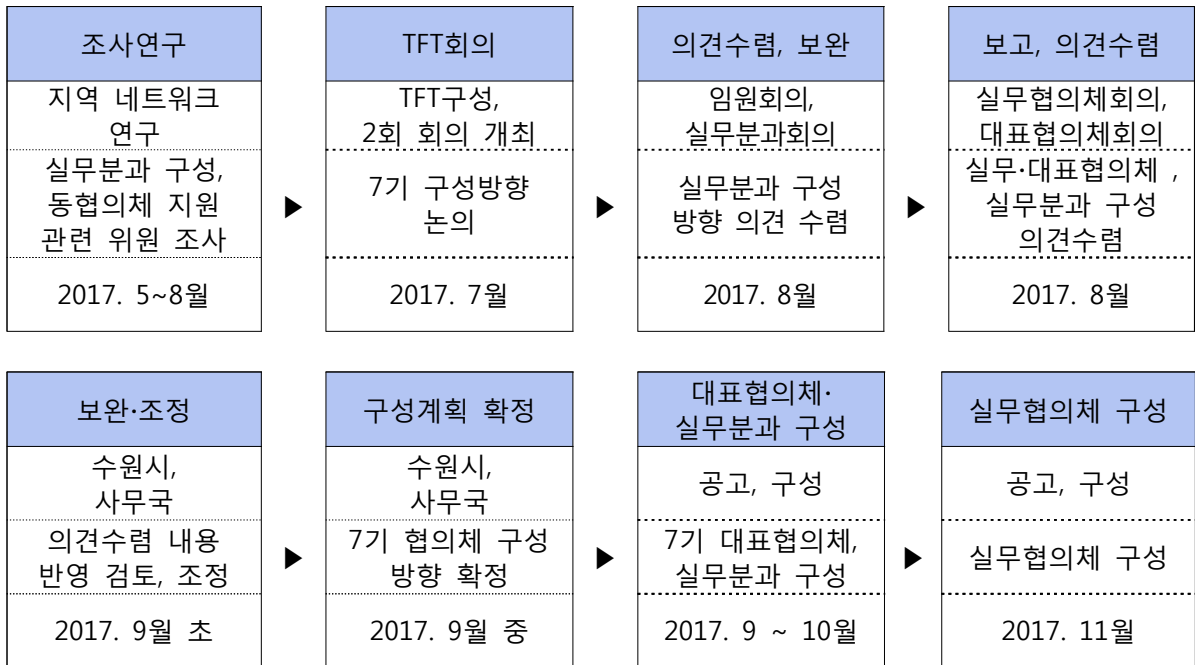 조사연구
지역 네트워크
연구
실무분과 구성,
동협의체 지원
관련 위원 조사
2017. 5~8월
▶
TFT회의
TFT구성,
2회 회의 개최
7기 구성방향
논의
2017. 7월
▶
의견수렴, 보완
임원회의,
실무분과회의
실무분과 구성
방향 의견 수렴
2017. 8월
▶
보고, 의견수렴
실무협의체회의,
대표협의체회의
실무·대표협의체 ,
실무분과 구성
의견수렴
2017. 8월
보완·조정
수원시,
사무국
의견수렴 내용
반영 검토, 조정
2017. 9월 초
▶
구성계획 확정
수원시,
사무국
7기 협의체 구성
방향 확정
2017. 9월 중
▶
대표협의체·
실무분과 구성
공고, 구성
7기 대표협의체,
실무분과 구성
2017. 9 ~ 10월
▶
실무협의체 구성
공고, 구성
실무협의체 구성
2017. 11월